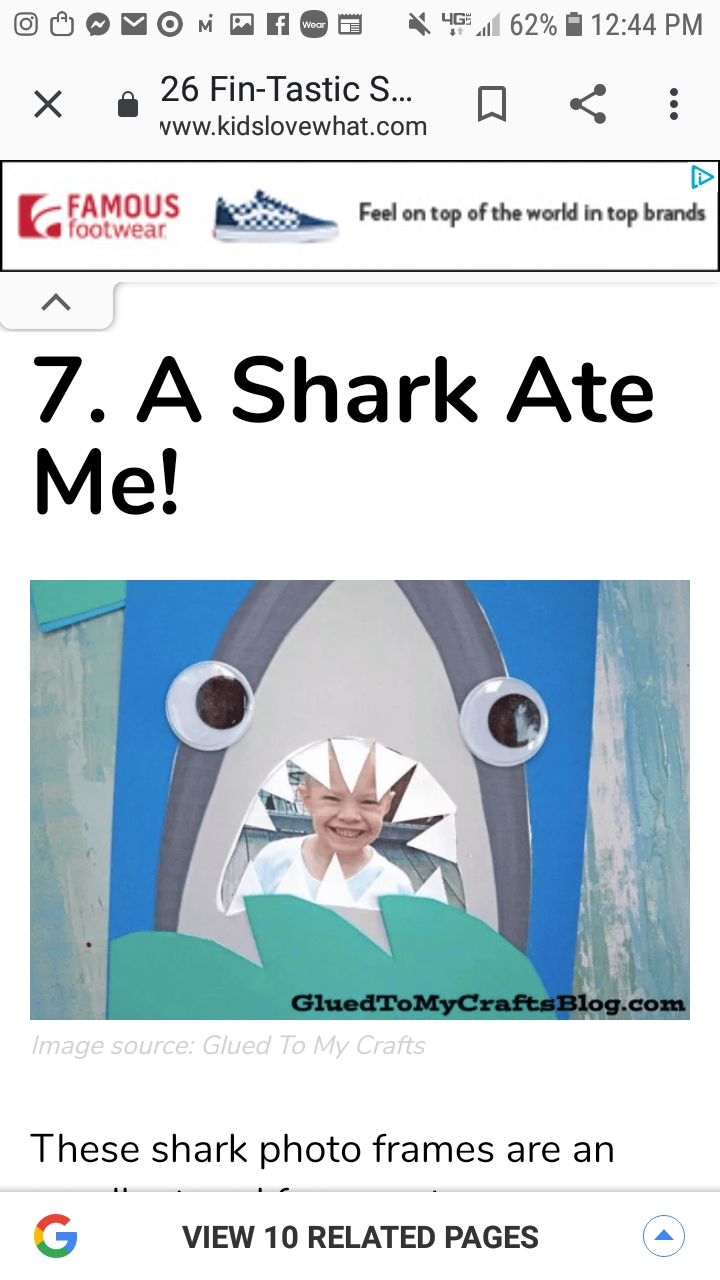 Wear 4GE 62% 12:44 PM
26 Fin-Tastic S...
www.kidslovewhat.com
FAMOUS
footwear
Feel on top of the world in top brands
7. A Shark Ate
Me!
GluedToMyCraftsBlog.com
Image source: Glued To My Crafts
These shark photo frames are an
VIEW 10 RELATED PAGES